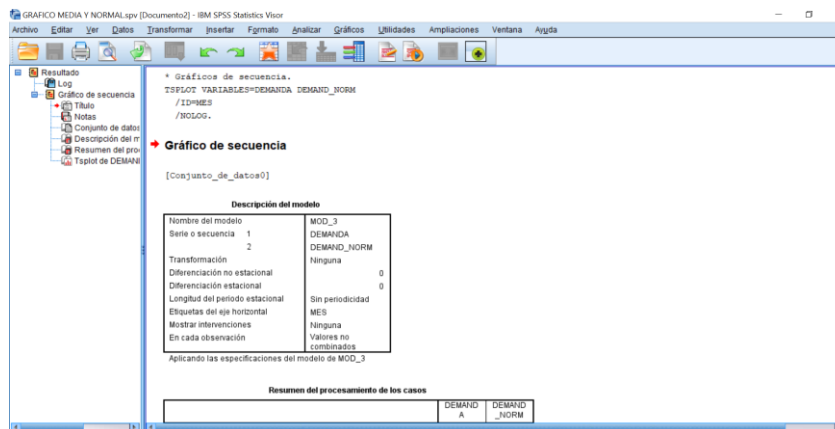 GRAFICO MEDIA Y NORMAL.spv [Documento2] - IBM SPSS Statistics Visor
Archivo Editar Ver Datos Transformar Insertar Formato Analizar Gráficos Utilidades Ampliaciones Ventana Ayuda
Resultado
Log
Gráfico de secuencia
Título
Notas
Conjunto de datos
Descripción del m
Resumen del pro
Tsplot de DEMAN
* Gráficos de secuencia.
TSPLOT VARIABLES=DEMANDA DEMAND_NORM
/ID=MES
/NOLOG.
Gráfico de secuencia
[Conjunto_de_datos0]
Descripción del modelo
Nombre del modelo MOD_3
Serie o secuencia 1 DEMANDA
2 DEMAND_NORM
Transformación Ninguna
Diferenciación no estacional 0
Diferenciación estacional 0
Longitud del periodo estacional Sin periodicidad
Etiquetas del eje horizontal MES
Mostrar intervenciones Ninguna
En cada observación Valores no
combinados
Aplicando las especificaciones del modelo de MOD_3
Resumen del procesamiento de los casos
DEMAND DEMAND
A _NORM